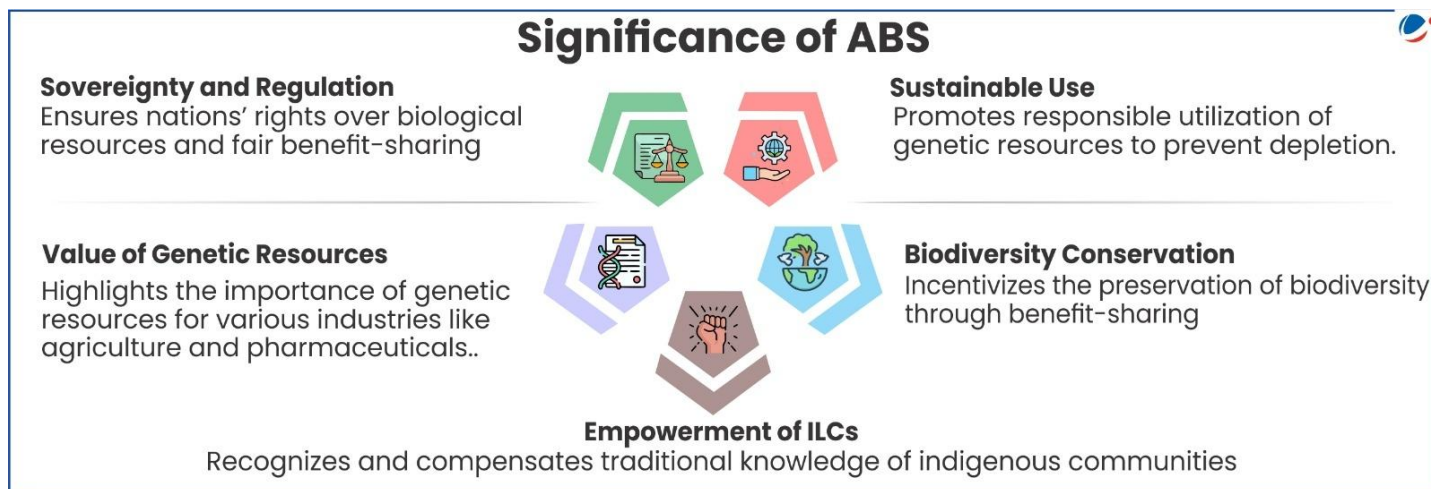 Significance of ABS
Sovereignty and Regulation
Ensures nations' rights over biological
resources and fair benefit-sharing
Sustainable Use
Promotes responsible utilization of
genetic resources to prevent depletion.
Value of Genetic Resources
Highlights the importance of genetic
resources for various industries like
agriculture and pharmaceuticals..
Biodiversity Conservation
Incentivizes the preservation of biodiversity
through benefit-sharing
Empowerment of ILCs
Recognizes and compensates traditional knowledge of indigenous communities